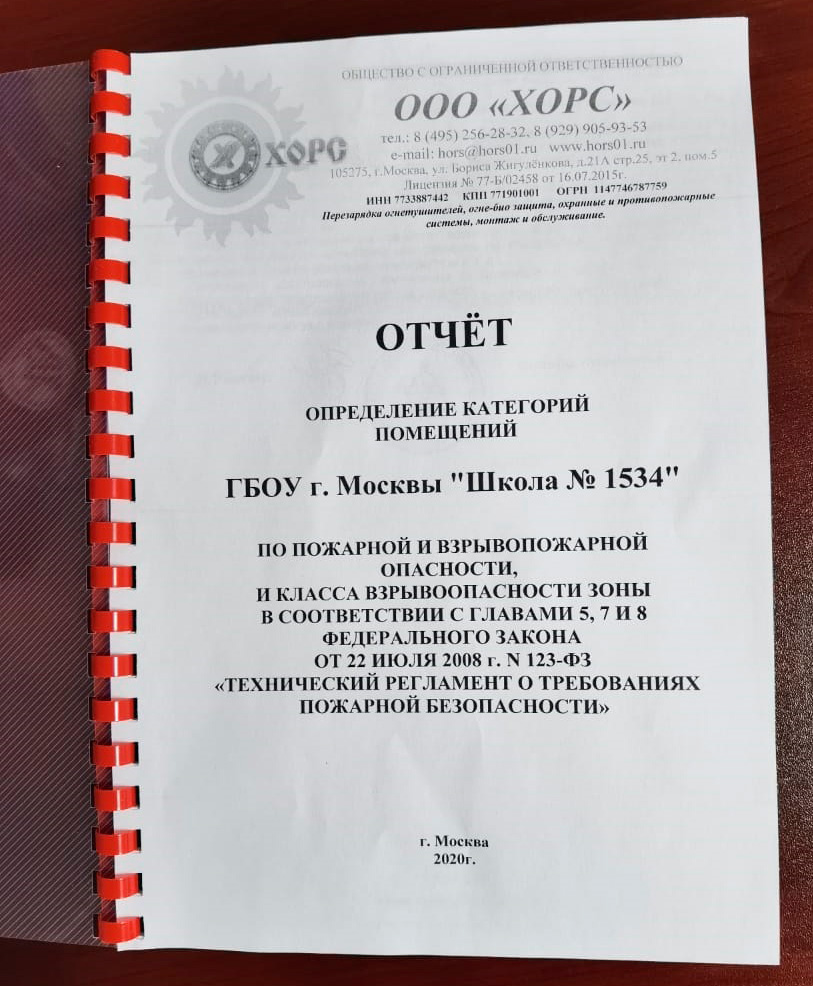 ОБЩЕСТВО С ОГРАНИЧЕННОЙ ОТВЕТСТВЕННОСТЬЮ
ООО «ХОРС»
Х ХОРС
тел.: 8 (495) 256-28-32, 8 (929) 905-93-53
e-mail: hors@hors01.ru www.hors01.ru
105275, г.Москва, ул. Бориса Жигулёнкова, д.21А стр.25, эт 2, пом.5
Лицензия № 77-Б/02458 от 16.07.2015г.
ИНН 7733887442 КПП 771901001 ОГРН 1147746787759
Перезарядка огнетушителей, огне-био защита, охранные и противопожарные
системы, монтаж и обслуживание.
ОТЧЁТ
ОПРЕДЕЛЕНИЕ КАТЕГОРИЙ
ПОМЕЩЕНИЙ
ГБОУ г. Москвы "Школа № 1534"
ПО ПОЖАРНОЙ И ВЗРЫВОПОЖАРНОЙ
ОПАСНОСТИ,
И КЛАССА ВЗРЫВООПАСНОСТИ ЗОНЫ
В СООТВЕТСТВИИ С ГЛАВАМИ 5, 7 И 8
ФЕДЕРАЛЬНОГО ЗАКОНА
ОТ 22 ИЮЛЯ 2008 г. N 123-ФЗ
«ТЕХНИЧЕСКИЙ РЕГЛАМЕНТ О ТРЕБОВАНИЯХ
ПОЖАРНОЙ БЕЗОПАСНОСТИ»
г. Москва
2020г.